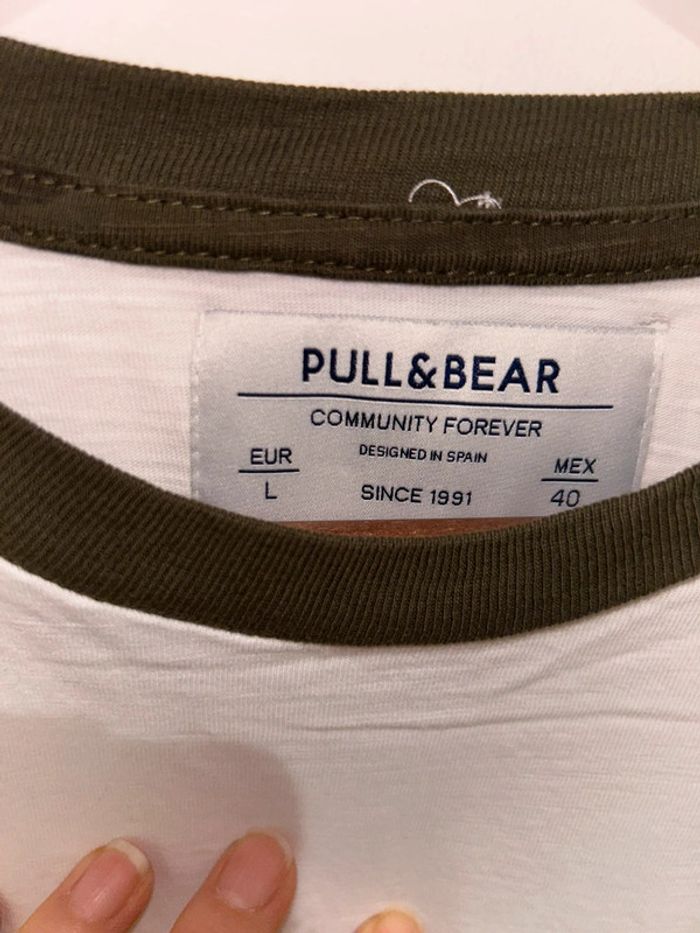 PULL&BEAR
COMMUNITY FOREVER
DESIGNED IN SPAIN
EUR
L
SINCE 1991
MEX
40